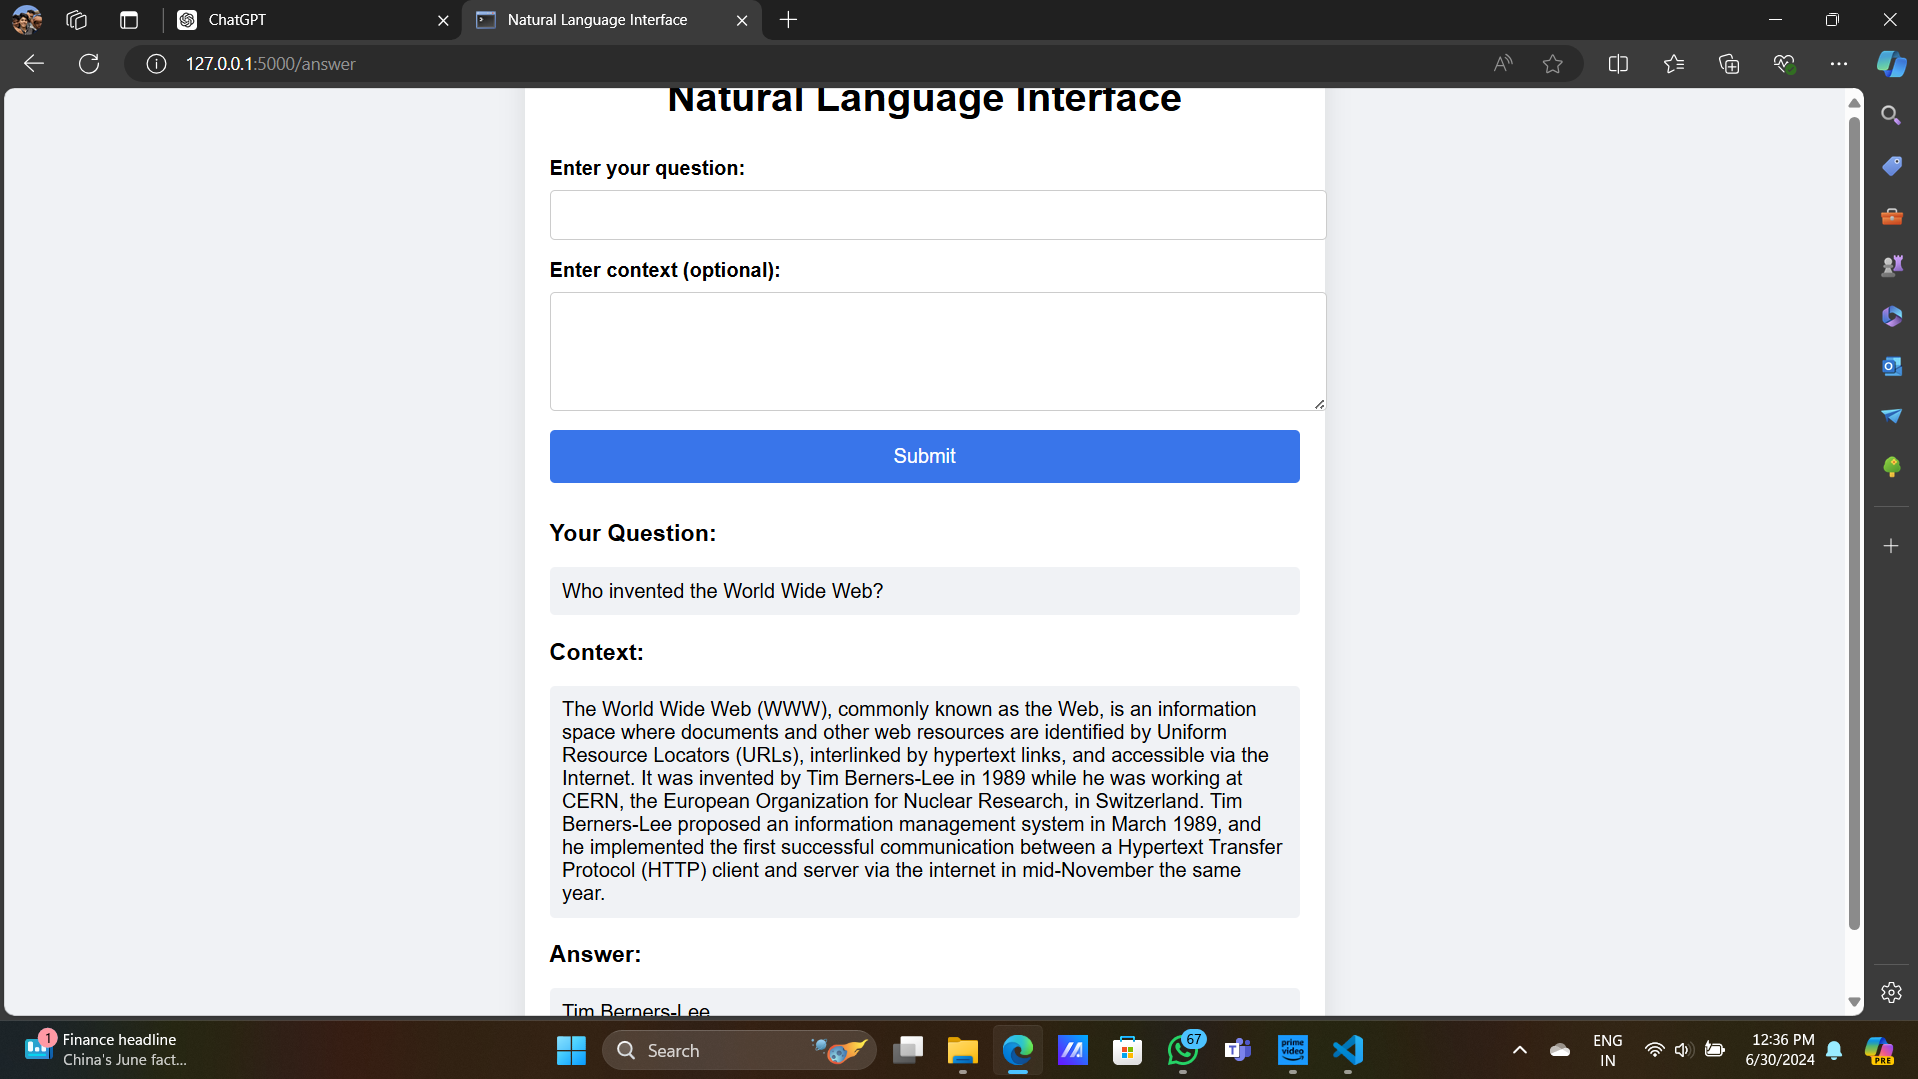 ChatGPT
Natural Language Interface
127.0.0.1:5000/answer
Natural Language Interface
Enter your question:
Enter context (optional):
Submit
Your Question:
Who invented the World Wide Web?
Context:
The World Wide Web (WWW), commonly known as the Web, is an information
space where documents and other web resources are identified by Uniform
Resource Locators (URLs), interlinked by hypertext links, and accessible via the
Internet. It was invented by Tim Berners-Lee in 1989 while he was working at
CERN, the European Organization for Nuclear Research, in Switzerland. Tim
Berners-Lee proposed an information management system in March 1989, and
he implemented the first successful communication between a Hypertext Transfer
Protocol (HTTP) client and server via the internet in mid-November the same
year.
Answer:
Tim Berners-Lee
1
Finance headline
China's June fact...
Search
67
prime
video
ENG
IN
12:36 PM
6/30/2024
PRE